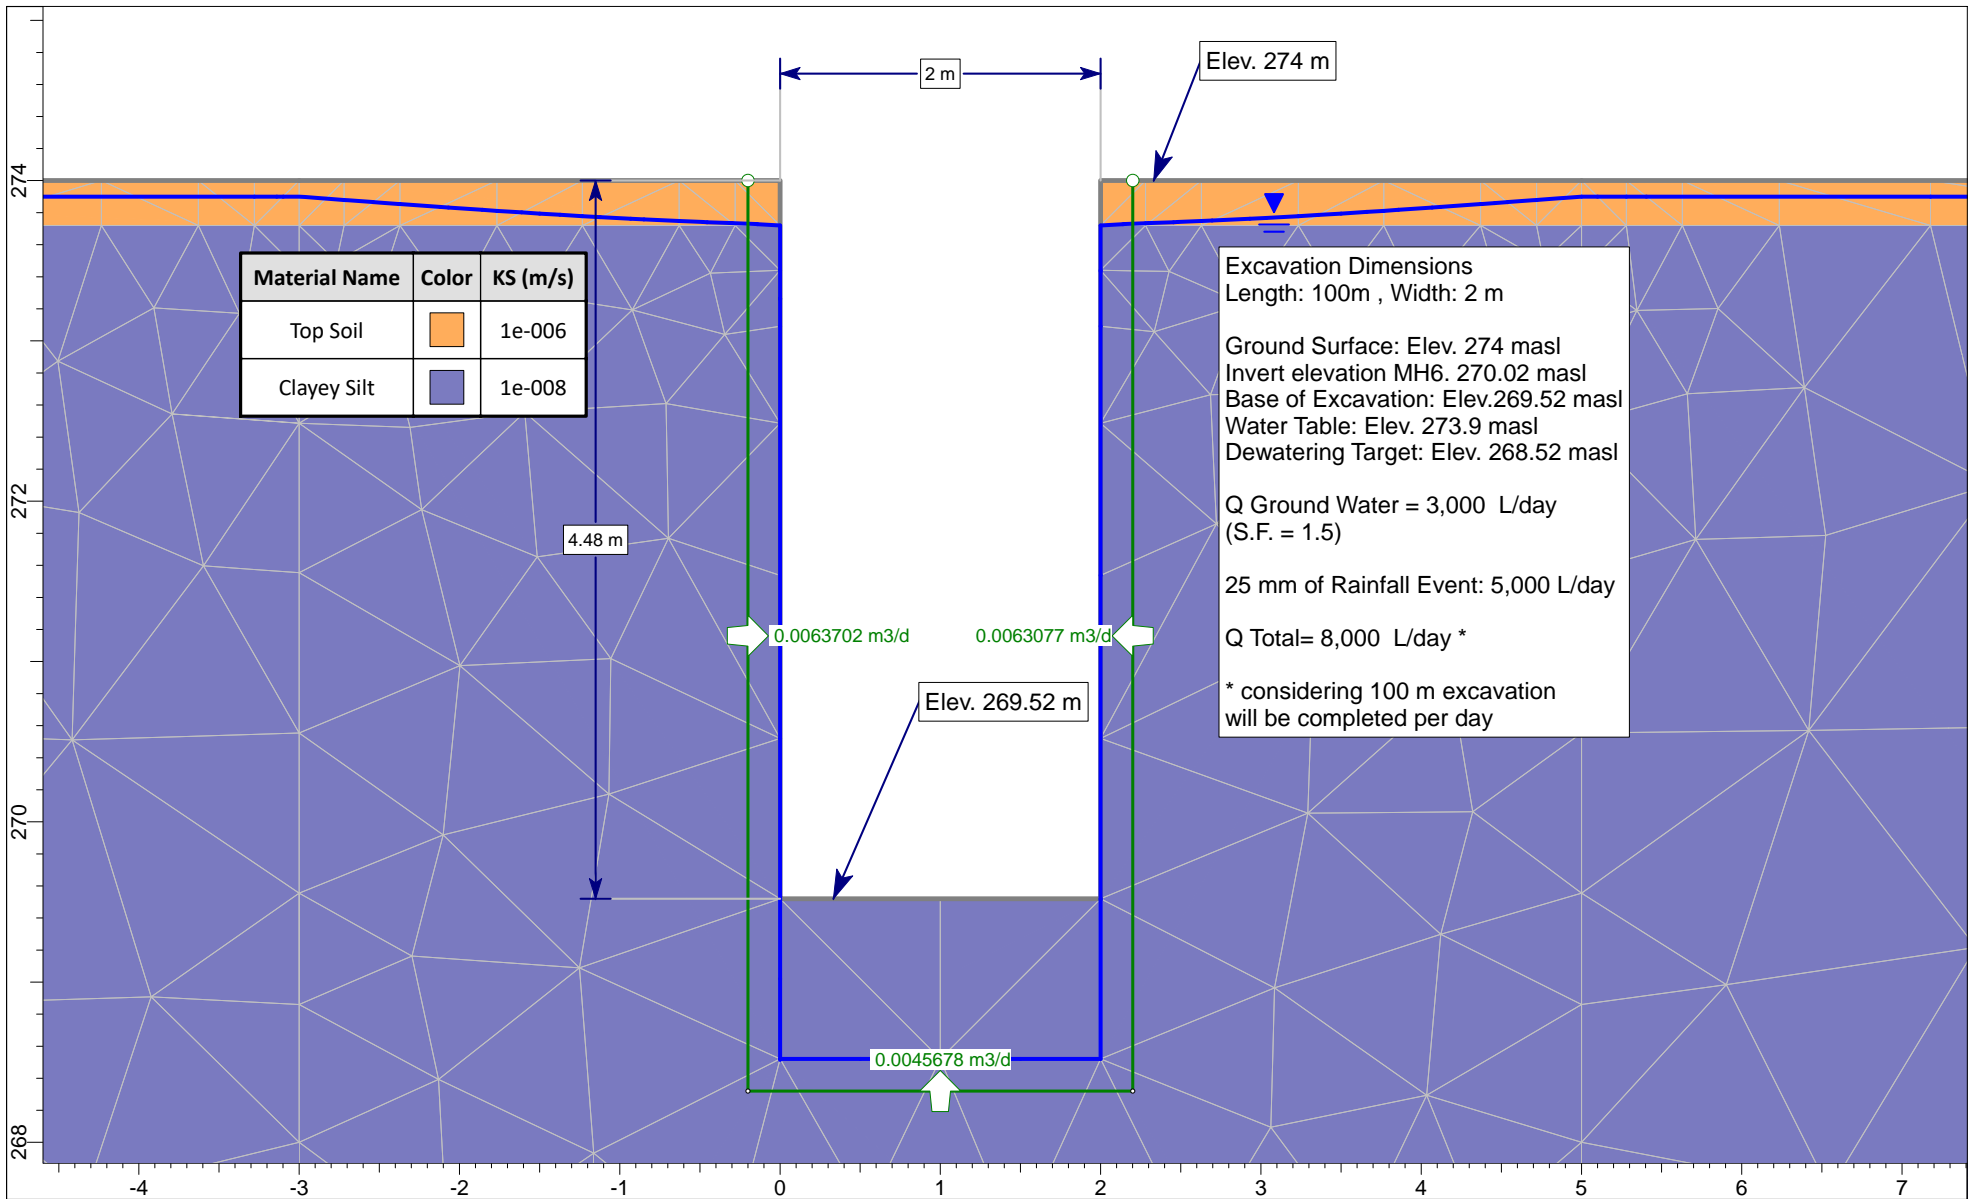 2 m
Elev. 274 m
274
Material Name Color KS (m/s)
Top Soil 1e-006
Clayey Silt 1e-008
Excavation Dimensions
Length: 100m , Width: 2 m
Ground Surface: Elev. 274 masl
Invert elevation MH6. 270.02 masl
Base of Excavation: Elev.269.52 masl
Water Table: Elev. 273.9 masl
Dewatering Target: Elev. 268.52 masl
Q Ground Water = 3,000 L/day
(S.F. = 1.5)
25 mm of Rainfall Event: 5,000 L/day
Q Total= 8,000 L/day *
* considering 100 m excavation
will be completed per day
272
4.48 m
0.0063702 m3/d
0.0063077 m3/d
Elev. 269.52 m
270
0.0045678 m3/d
268
-4 -3 -2 -1 0 1 2 3 4 5 6 7